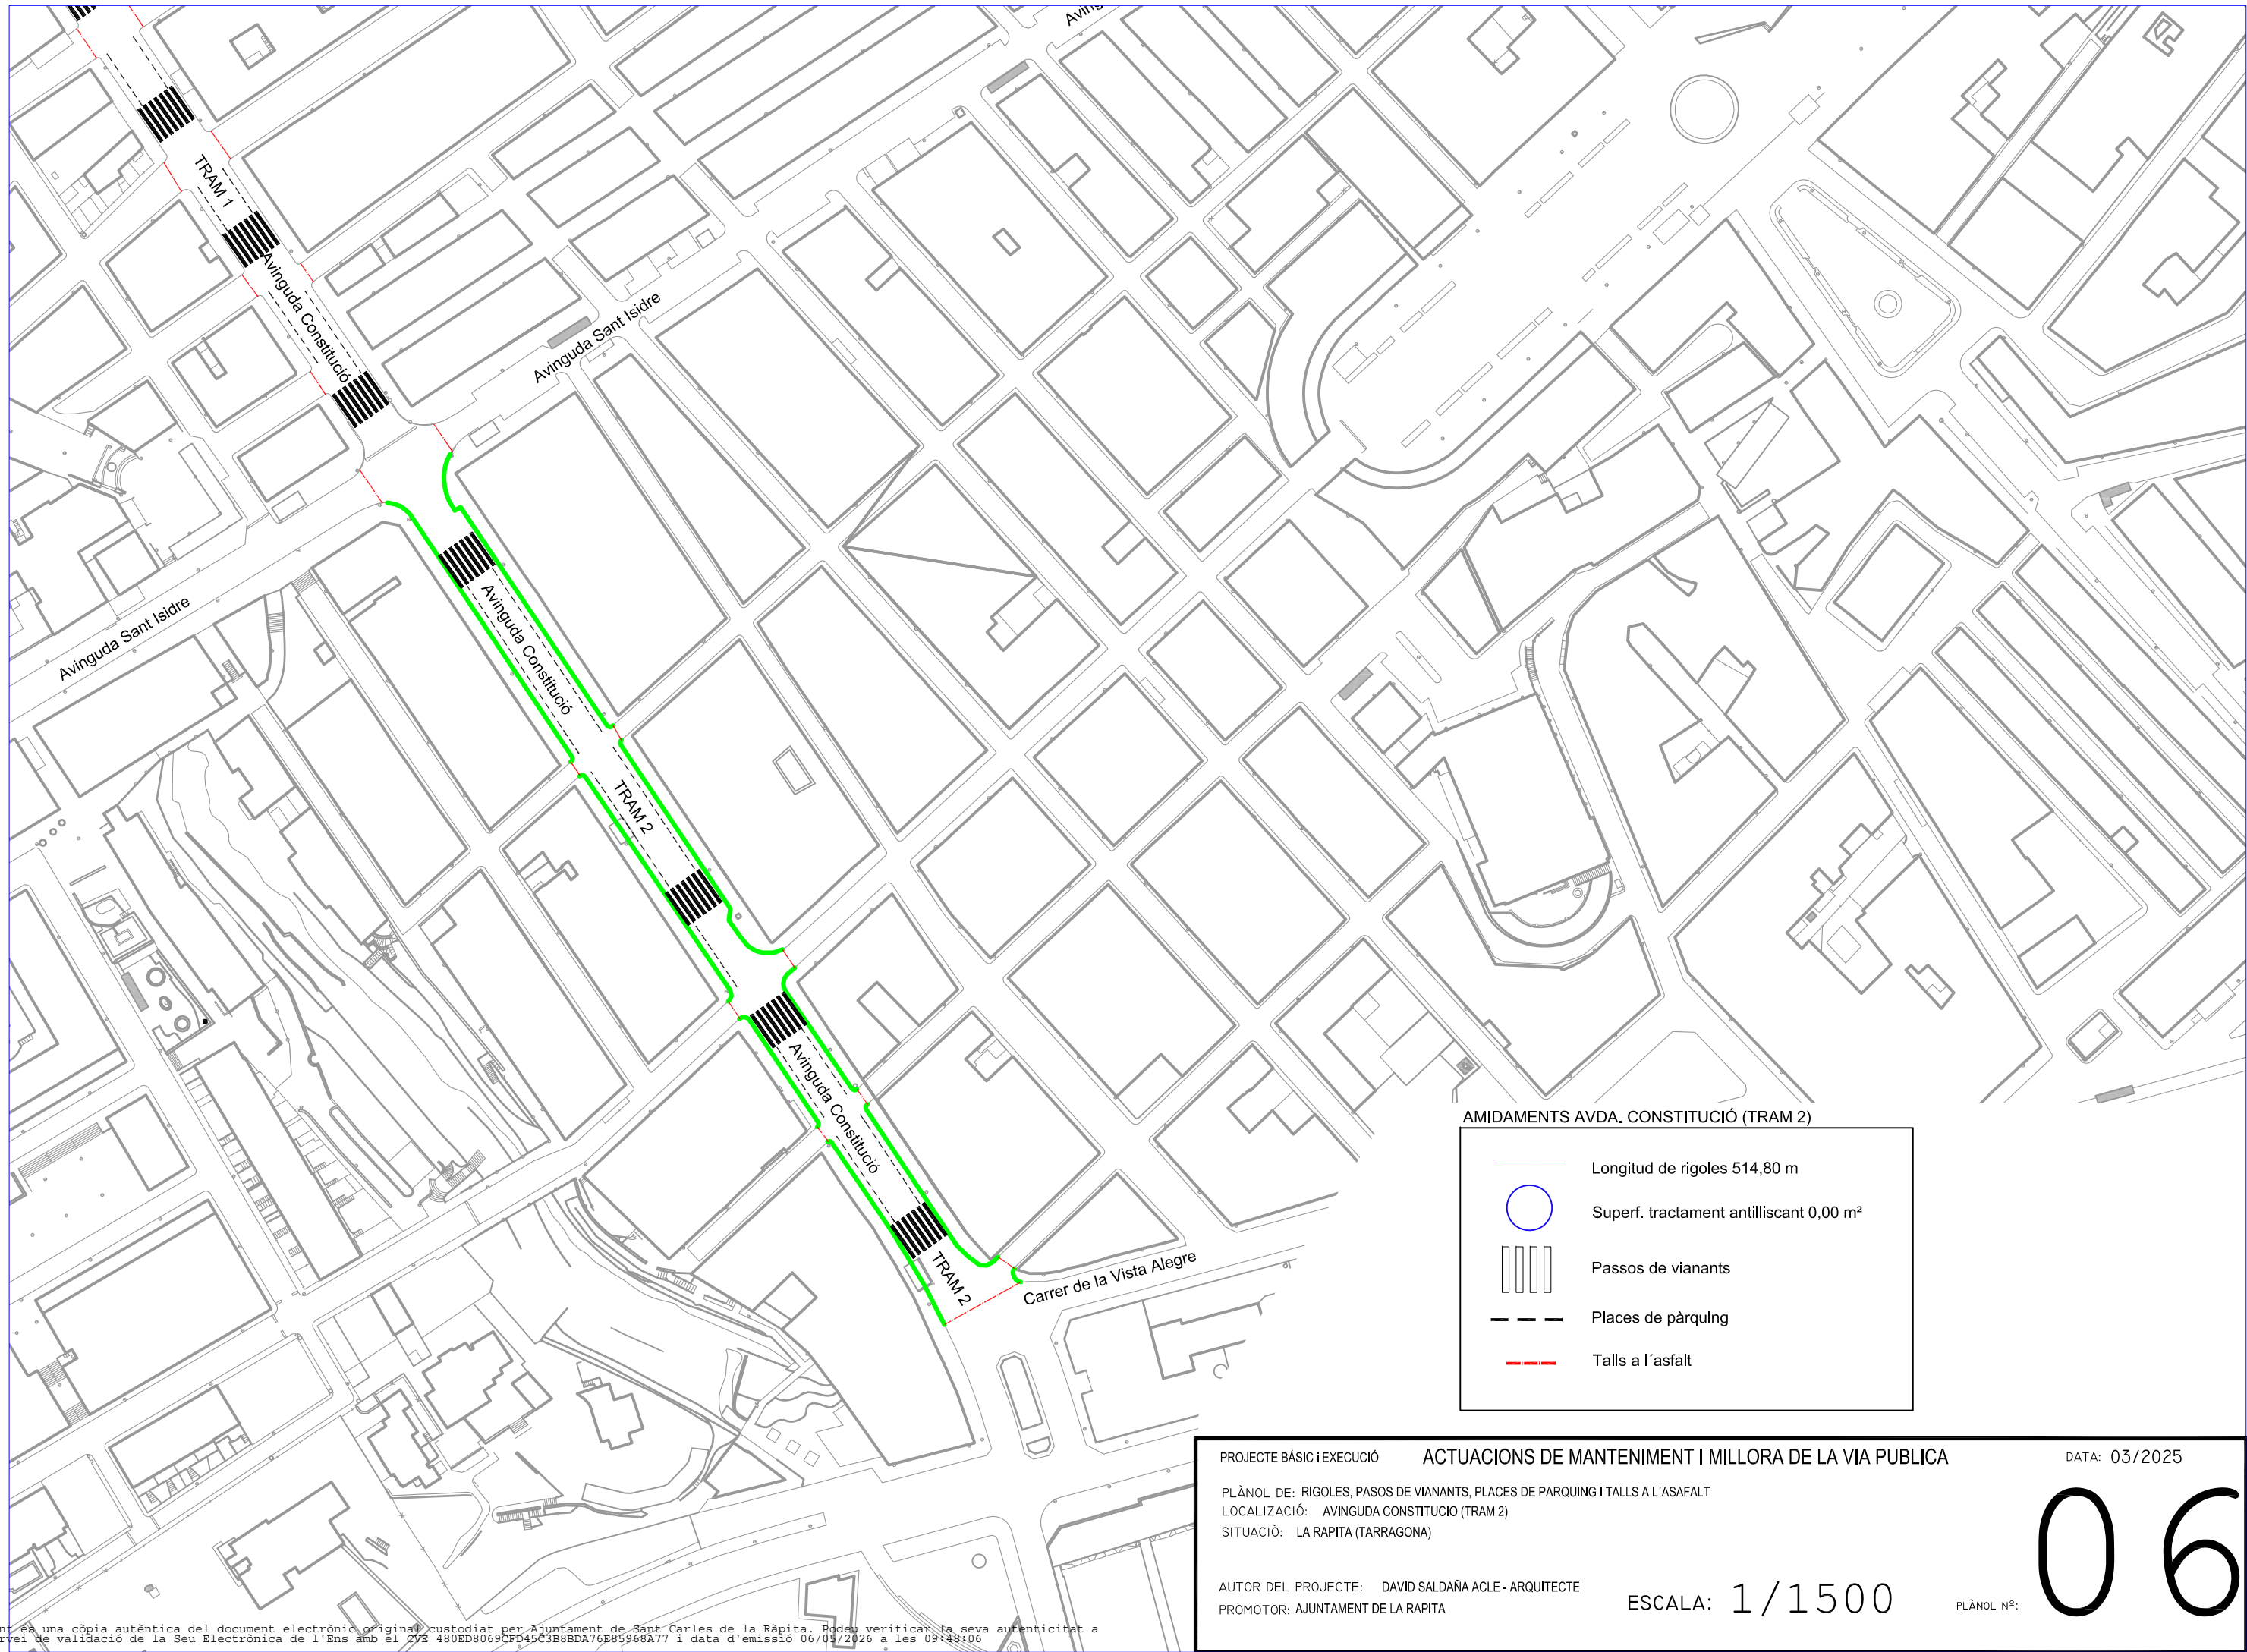 Aving
TRAM 1
Avinguda Constitució
Avinguda Sant Isidre
Avinguda Sant Isidre
Avinguda Constitució
TRAM 2
Avinguda Constitució
TRAM 2
Carrer de la Vista Alegre
AMIDAMENTS AVDA. CONSTITUCIÓ (TRAM 2)
Longitud de rigoles 514,80 m
Superf. tractament antilliscant 0,00 m²
Passos de vianants
Places de pàrquing
Talls a l´asfalt
PROJECTE BÁSIC i EXECUCIÓ ACTUACIONS DE MANTENIMENT I MILLORA DE LA VIA PUBLICA DATA: 03/2025
PLÀNOL DE: RIGOLES, PASOS DE VIANANTS, PLACES DE PARQUING I TALLS A L´ASAFALT
LOCALIZACIÓ: AVINGUDA CONSTITUCIO (TRAM 2)
SITUACIÓ: LA RAPITA (TARRAGONA)
AUTOR DEL PROJECTE: DAVID SALDAÑA ACLE - ARQUITECTE
PROMOTOR: AJUNTAMENT DE LA RAPITA
ESCALA: 1/1500
PLÀNOL Nº: 06
nt és una còpia autèntica del document electrònic original custodiat per Ajuntament de Sant Carles de la Ràpita. Podeu verificar la seva autenticitat a
rvei de validació de la Seu Electrònica de l'Ens amb el CVE 480ED8069CFD45C3B8BDA76E85968A77 i data d'emissió 06/05/2026 a les 09:48:06